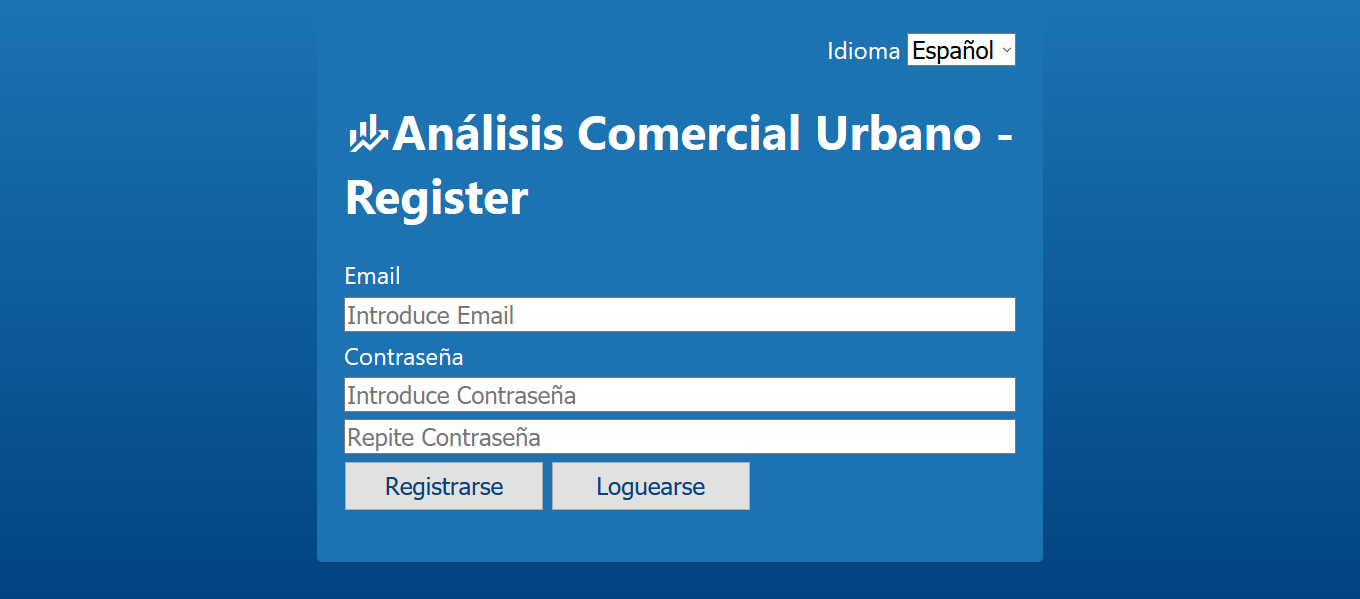 Idioma Español
Análisis Comercial Urbano -
Register
Email
Introduce Email
Contraseña
Introduce Contraseña
Repite Contraseña
Registrarse Loguearse